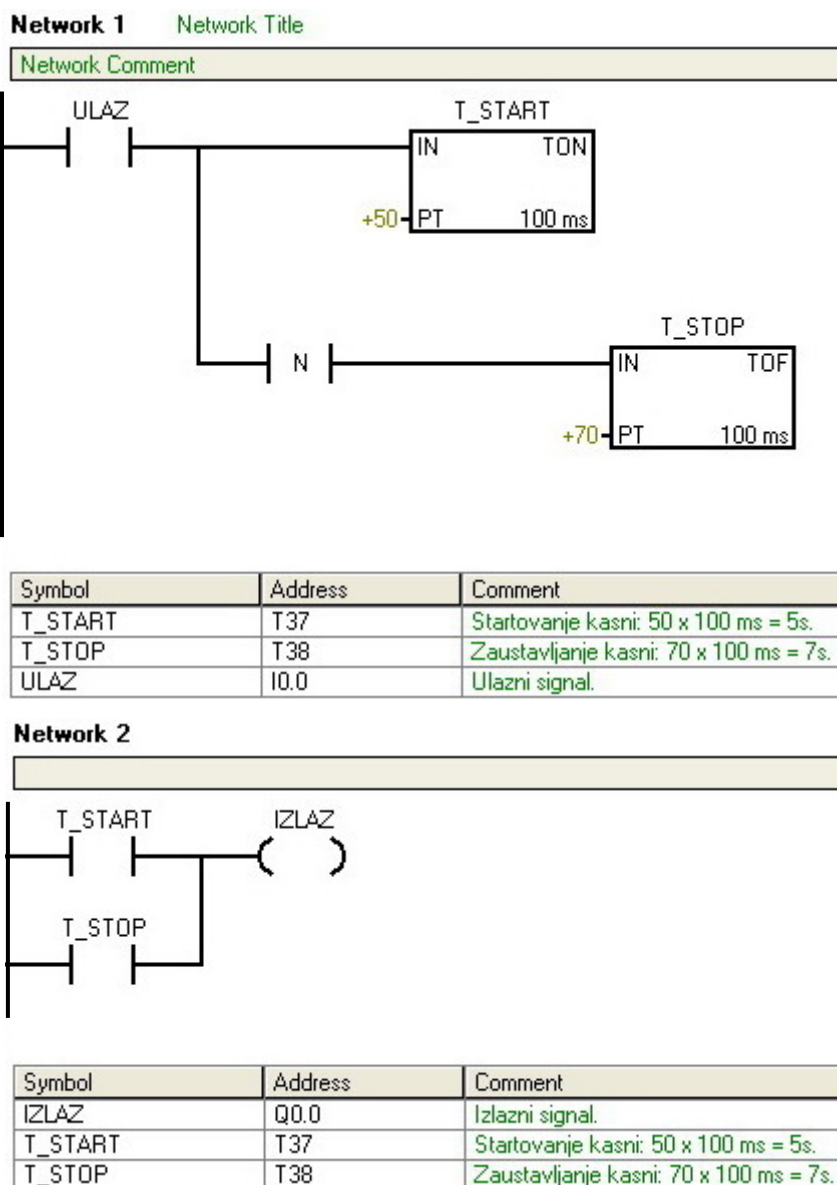 Network 1 Network Title
Network Comment
ULAZ
T_START
IN TON
+50 PT 100 ms
T_STOP
N IN TOF
+70 PT 100 ms
Symbol Address Comment
T_START T37 Startovanje kasni: 50 x 100 ms = 5s.
T_STOP T38 Zaustavljanje kasni: 70 x 100 ms = 7s.
ULAZ I0.0 Ulazni signal.
Network 2
T_START IZLAZ
T_STOP
Symbol Address Comment
IZLAZ Q0.0 Izlazni signal.
T_START T37 Startovanje kasni: 50 x 100 ms = 5s.
T_STOP T38 Zaustavljanje kasni: 70 x 100 ms = 7s.